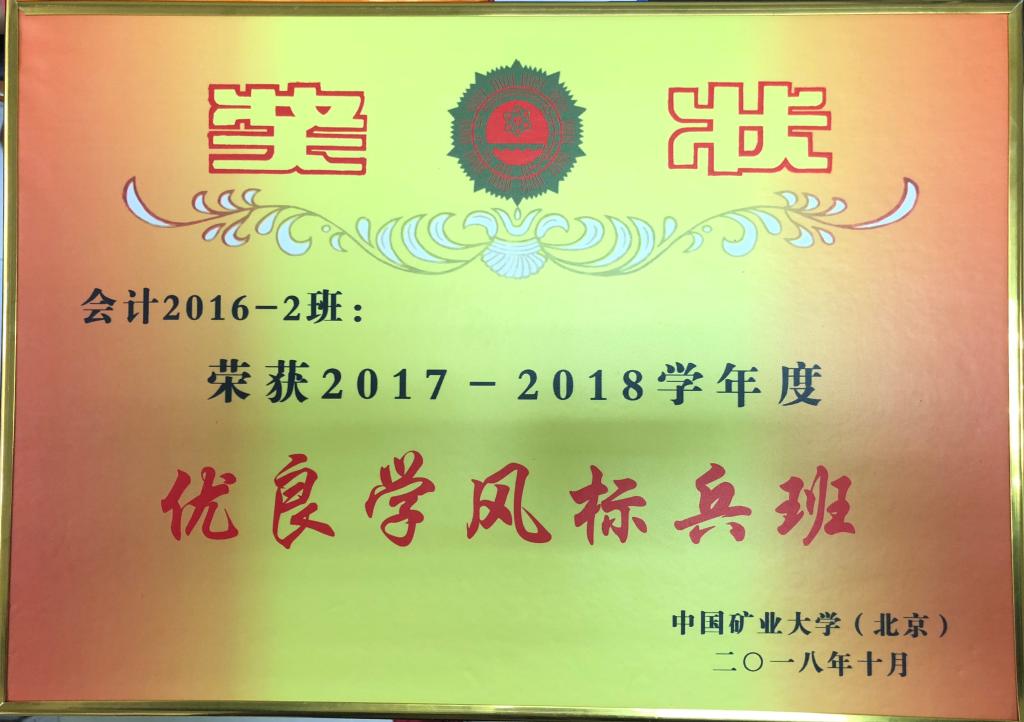 奖状
会计2016-2班：
荣获2017-2018学年度
优良学风标兵班
中国矿业大学（北京）
二〇一八年十月